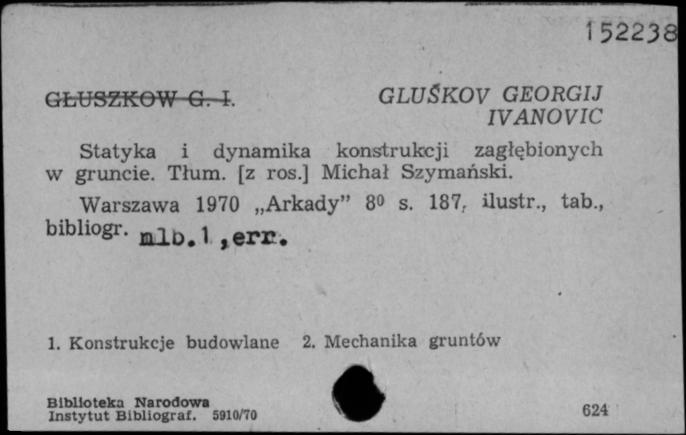 152238
GŁUSZKOW G. I. GLUŠKOV GEORGIJ
IVANOVIC
Statyka i dynamika konstrukcji zagłębionych
w gruncie. Tłum. [z ros.] Michał Szymański.
Warszawa 1970 „Arkady” 8⁰ s. 187, ilustr., tab.,
bibliogr. nlb.1,err.
1. Konstrukcje budowlane 2. Mechanika gruntów
Biblioteka Narodowa
Instytut Bibliograf. 5910/70 624